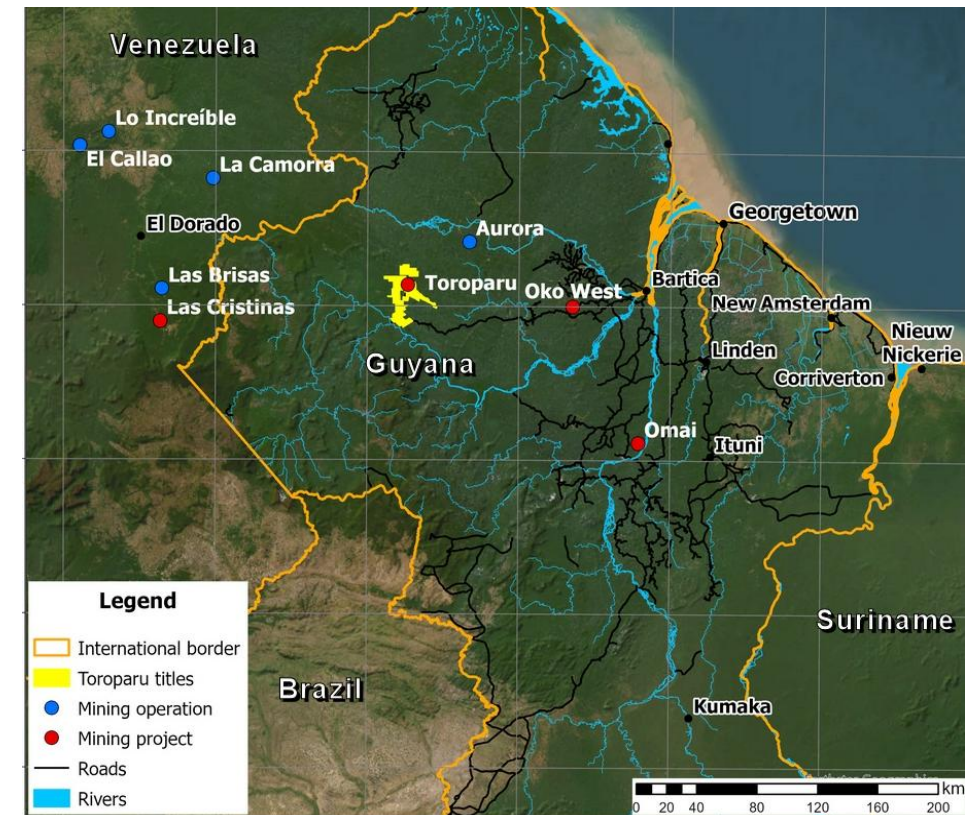 Venezuela
Lo Increíble
El Callao
La Camorra
El Dorado
Georgetown
Aurora
Las Brisas
Toroparu
Bartica
Oko West
New Amsterdam
Las Cristinas
Nieuw
Nickerie
Guyana
Linden
Corriverton
Omai
Ituni
Legend
International border
Toroparu titles
Mining operation
Mining project
Roads
Rivers
Suriname
Brazil
Kumaka
km
0 20 40 80 120 160 200